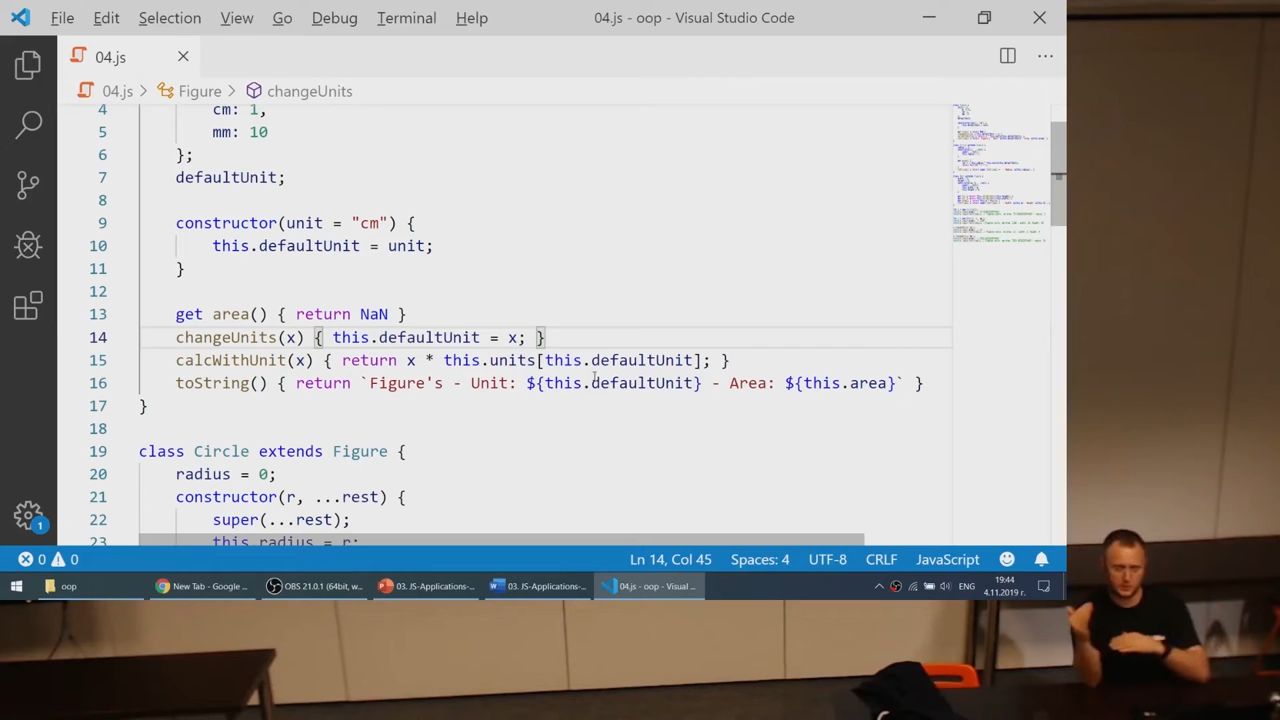 File Edit Selection View Go Debug Terminal Help 04.js - oop - Visual Studio Code
04.js
04.js > Figure > changeUnits
4 cm: 1,
5 mm: 10
6 };
7 defaultUnit;
8
9 constructor(unit = "cm") {
10 this.defaultUnit = unit;
11 }
12
13 get area() { return NaN }
14 changeUnits(x) { this.defaultUnit = x; }
15 calcWithUnit(x) { return x * this.units[this.defaultUnit]; }
16 toString() { return `Figure's - Unit: ${this.defaultUnit} - Area: ${this.area}` }
17 }
18
19 class Circle extends Figure {
20 radius = 0;
21 constructor(r, ...rest) {
22 super(...rest);
23 this.radius = r;
1
0 0 Ln 14, Col 45 Spaces: 4 UTF-8 CRLF JavaScript
oop New Tab - Google ... OBS 21.0.1 (64bit, w... 03. JS-Applications-... 03. JS-Applications-... 04.js - oop - Visual ... ENG 19:44
4.11.2019 г.